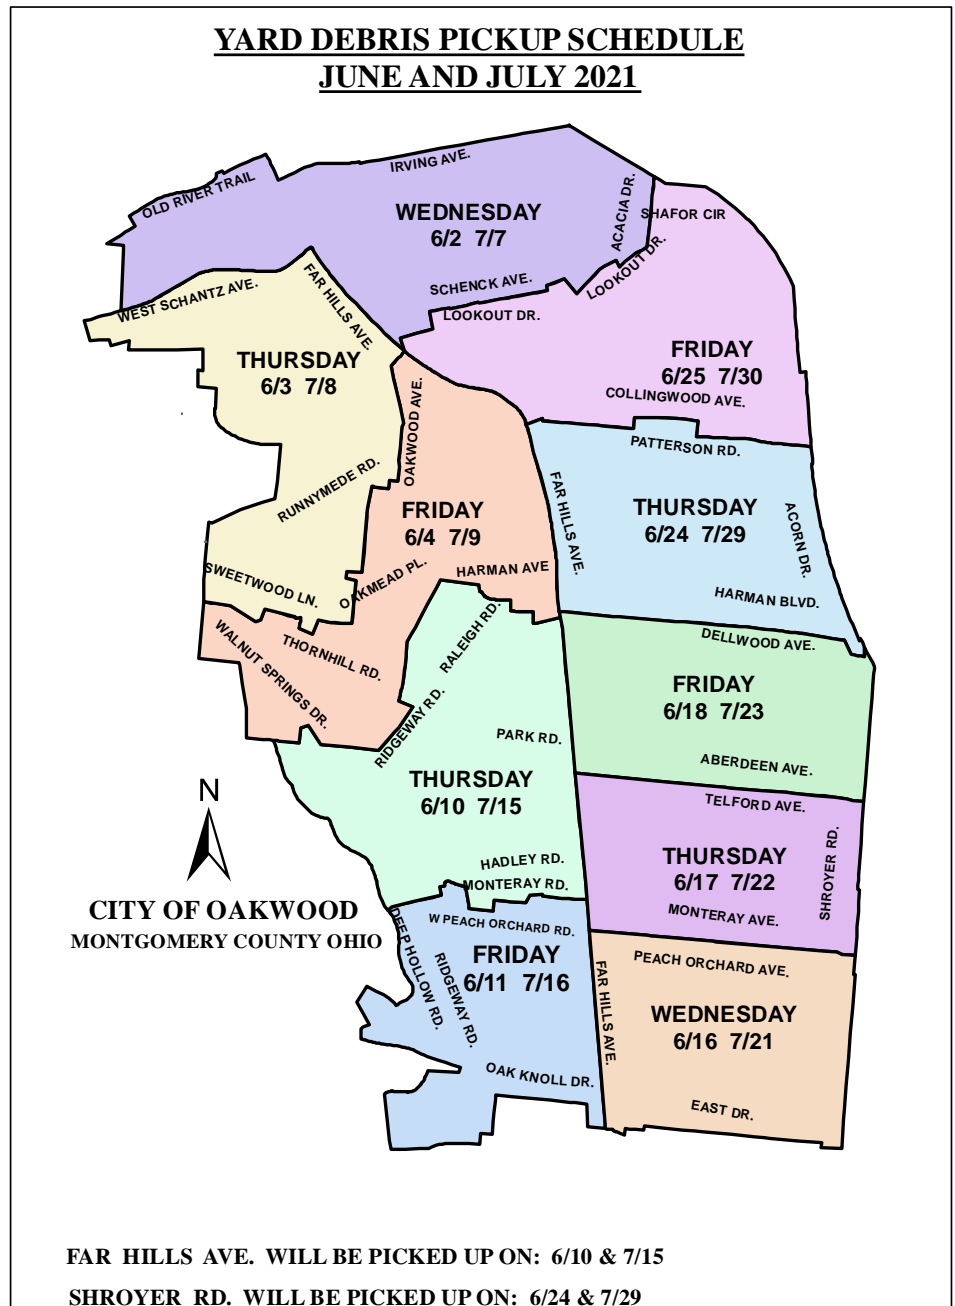 YARD DEBRIS PICKUP SCHEDULE
JUNE AND JULY 2021
IRVING AVE.
OLD RIVER TRAIL
ACACIA DR.
WEDNESDAY
6/2 7/7
SHAFOR CIR
LOOKOUT DR.
SCHENCK AVE.
LOOKOUT DR.
WEST SCHANTZ AVE.
FAR HILLS AVE.
THURSDAY
6/3 7/8
FRIDAY
6/25 7/30
COLLINGWOOD AVE.
OAKWOOD AVE.
PATTERSON RD.
RUNNYMEDE RD.
FRIDAY
6/4 7/9
FAR HILLS AVE.
THURSDAY
6/24 7/29
ACORN DR.
SWEETWOOD LN.
OAKMEAD PL.
HARMAN AVE
HARMAN BLVD.
WALNUT SPRINGS DR.
THORNHILL RD.
RALEIGH RD.
DELLWOOD AVE.
FRIDAY
6/18 7/23
RIDGEWAY RD.
PARK RD.
ABERDEEN AVE.
THURSDAY
6/10 7/15
TELFORD AVE.
N
HADLEY RD.
MONTERAY RD.
THURSDAY
6/17 7/22
SHROYER RD.
MONTERAY AVE.
CITY OF OAKWOOD
MONTGOMERY COUNTY OHIO
DEEP HOLLOW RD.
W PEACH ORCHARD RD.
FRIDAY
6/11 7/16
RIDGEWAY RD.
FAR HILLS AVE.
PEACH ORCHARD AVE.
WEDNESDAY
6/16 7/21
OAK KNOLL DR.
EAST DR.
FAR HILLS AVE. WILL BE PICKED UP ON: 6/10 & 7/15
SHROYER RD. WILL BE PICKED UP ON: 6/24 & 7/29